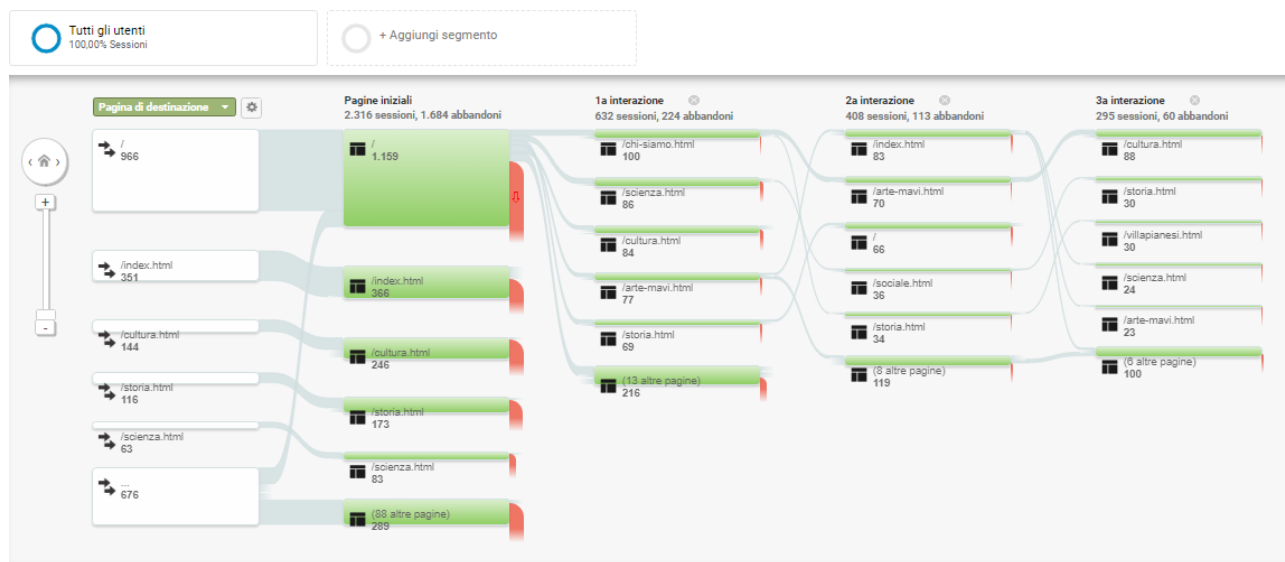 Tutti gli utenti
100,00% Sessioni
+ Aggiungi segmento
Pagina di destinazione
/
966
/index.html
351
/cultura.html
144
/storia.html
116
/scienza.html
63
...
676
Pagine iniziali
2.316 sessioni, 1.684 abbandoni
/
1.159
/index.html
366
/cultura.html
246
/storia.html
173
/scienza.html
83
(88 altre pagine)
289
1a interazione
632 sessioni, 224 abbandoni
/chi-siamo.html
100
/scienza.html
86
/cultura.html
84
/arte-mavi.html
77
/storia.html
69
(13 altre pagine)
216
2a interazione
408 sessioni, 113 abbandoni
/index.html
83
/arte-mavi.html
70
/
66
/sociale.html
36
/storia.html
34
(8 altre pagine)
119
3a interazione
295 sessioni, 60 abbandoni
/cultura.html
88
/storia.html
30
/villapianesi.html
30
/scienza.html
24
/arte-mavi.html
23
(6 altre pagine)
100
+
-